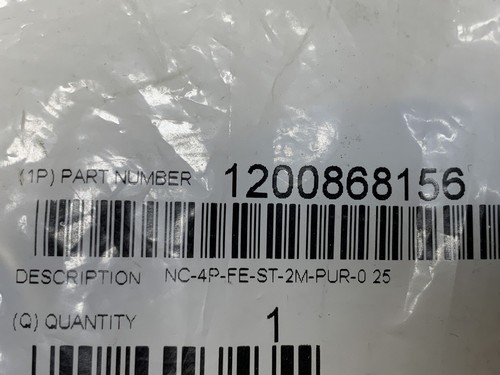 (1P) PART NUMBER 1200868156
DESCRIPTION NC-4P-FE-ST-2M-PUR-0 25
(Q) QUANTITY 1